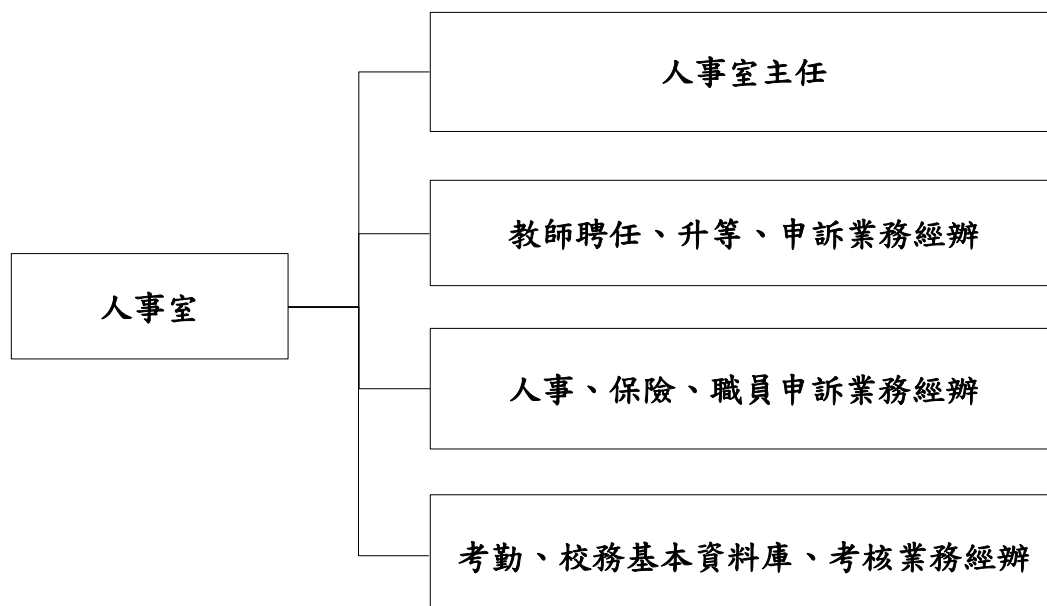 人事室
人事室主任
教師聘任、升等、申訴業務經辦
人事、保險、職員申訴業務經辦
考勤、校務基本資料庫、考核業務經辦